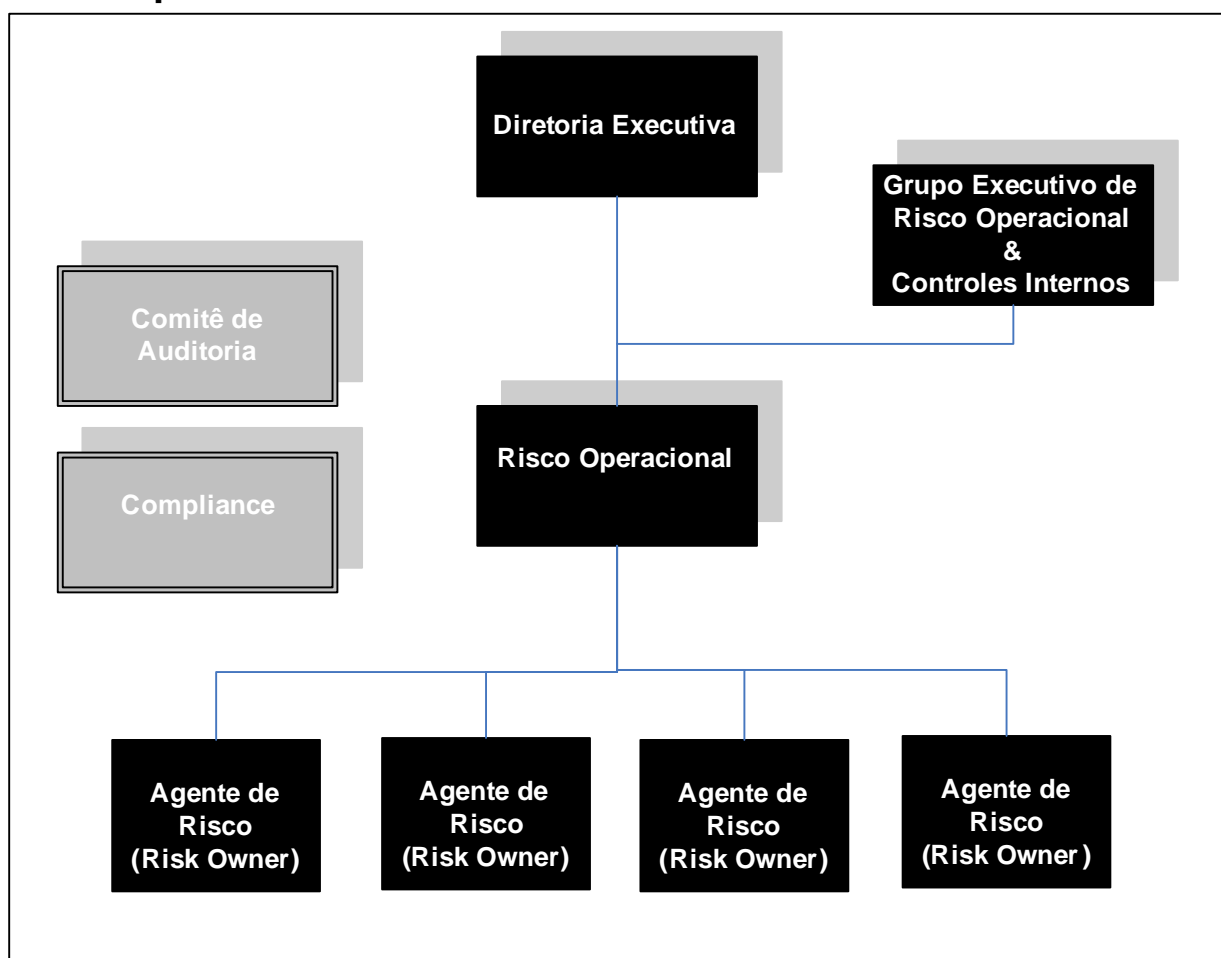 Diretoria Executiva
Grupo Executivo de
Risco Operacional
&
Controles Internos
Comitê de
Auditoria
Risco Operacional
Compliance
Agente de
Risco
(Risk Owner)
Agente de
Risco
(Risk Owner)
Agente de
Risco
(Risk Owner)
Agente de
Risco
(Risk Owner)